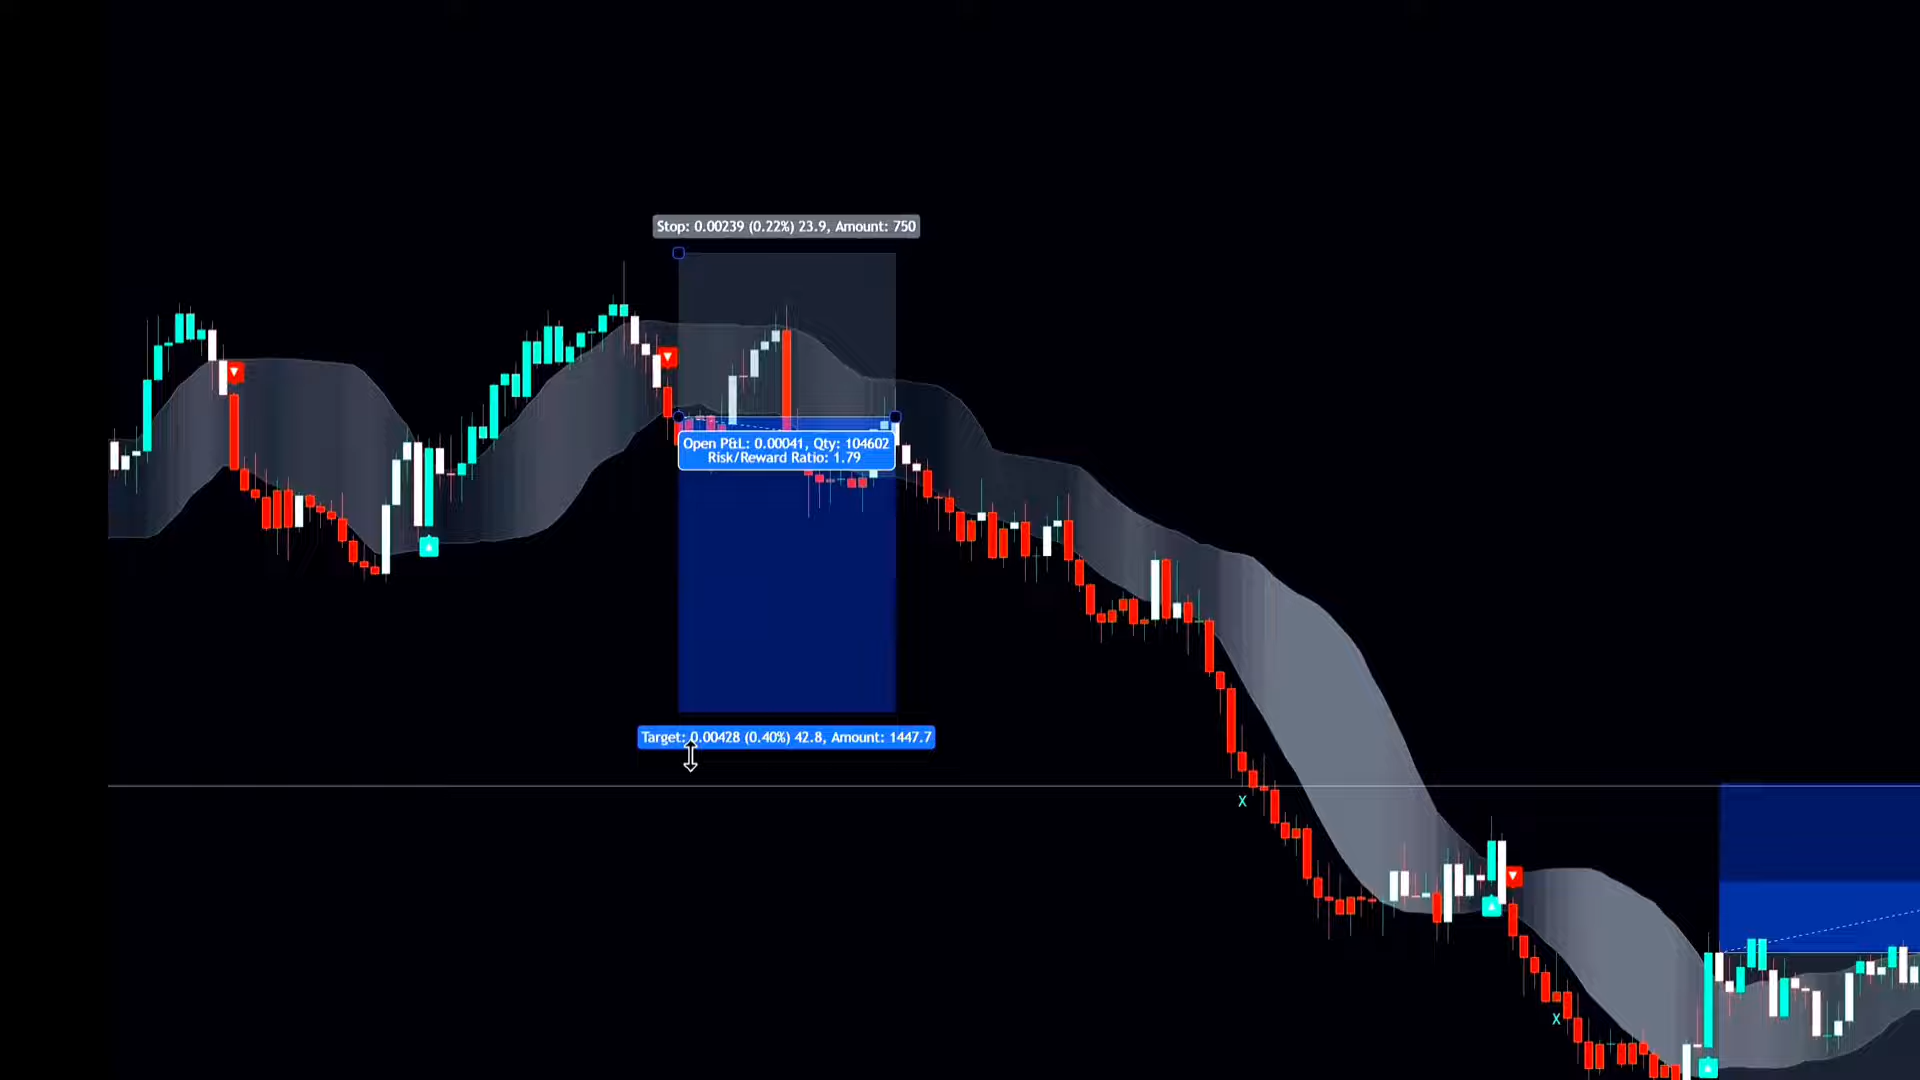 Stop: 0.00239 (0.22%) 23.9, Amount: 750
Open P&L: 0.00041, Qty: 104602
Risk/Reward Ratio: 1.79
Target: 0.00428 (0.40%) 42.8, Amount: 1447.7
X
X